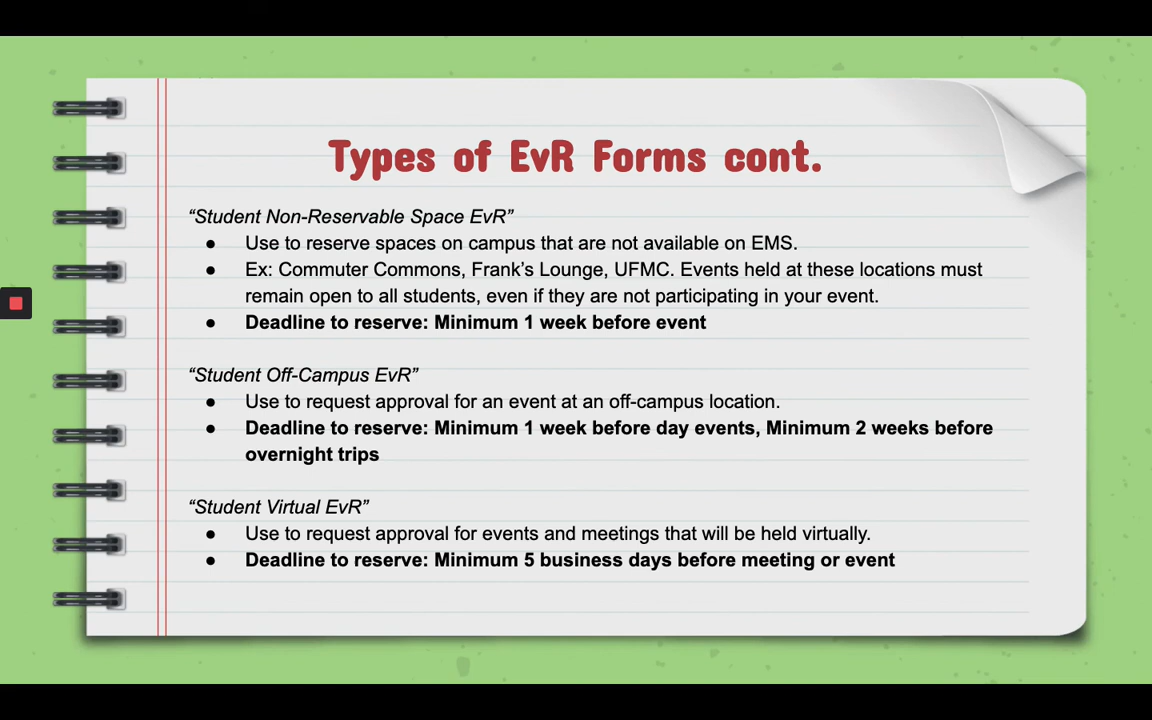 Types of EvR Forms cont.
“Student Non-Reservable Space EvR”
● Use to reserve spaces on campus that are not available on EMS.
● Ex: Commuter Commons, Frank’s Lounge, UFMC. Events held at these locations must
remain open to all students, even if they are not participating in your event.
● Deadline to reserve: Minimum 1 week before event
“Student Off-Campus EvR”
● Use to request approval for an event at an off-campus location.
● Deadline to reserve: Minimum 1 week before day events, Minimum 2 weeks before
overnight trips
“Student Virtual EvR”
● Use to request approval for events and meetings that will be held virtually.
● Deadline to reserve: Minimum 5 business days before meeting or event